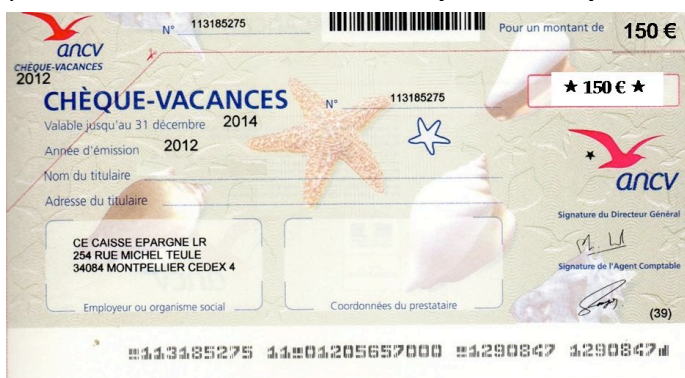 N° 113185275
Pour un montant de 150 €
ancv
CHÈQUE-VACANCES
2012
CHÈQUE-VACANCES N° 113185275
★ 150 € ★
Valable jusqu'au 31 décembre 2014
Année d'émission 2012
Nom du titulaire
Adresse du titulaire
ancv
Signature du Directeur Général
CE CAISSE EPARGNE LR
254 RUE MICHEL TEULE
34084 MONTPELLIER CEDEX 4
Signature de l'Agent Comptable
Employeur ou organisme social
Coordonnées du prestataire
(39)
113185275 11 01205657000 1290847 1290847